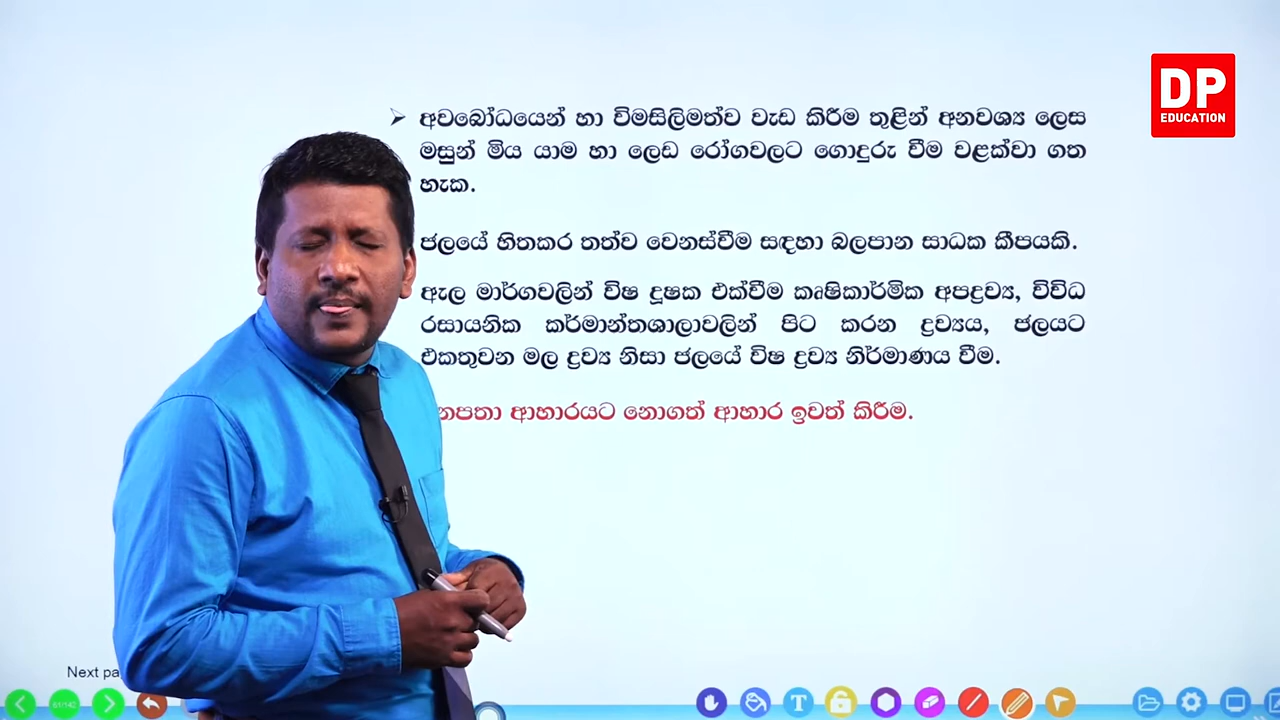 DP
EDUCATION
➢ අවබෝධයෙන් හා විමසිලිමත්ව වැඩ කිරීම තුළින් අනවශ්‍ය ලෙස
මසුන් මිය යාම හා ලෙඩ රෝගවලට ගොදුරු වීම වළක්වා ගත
හැක.
ජලයේ හිතකර තත්ව වෙනස්වීම සඳහා බලපාන සාධක කීපයකි.
ඇල මාර්ගවලින් විෂ දූෂක එක්වීම කෘෂිකාර්මික අපද්‍රව්‍ය, විවිධ
රසායනික කර්මාන්තශාලාවලින් පිට කරන ද්‍රව්‍යය, ජලයට
එකතුවන මල ද්‍රව්‍ය නිසා ජලයේ විෂ ද්‍රව්‍ය නිර්මාණය වීම.
ආහාරයට නොගත් ආහාර ඉවත් කිරීම.
Next
61/142
T